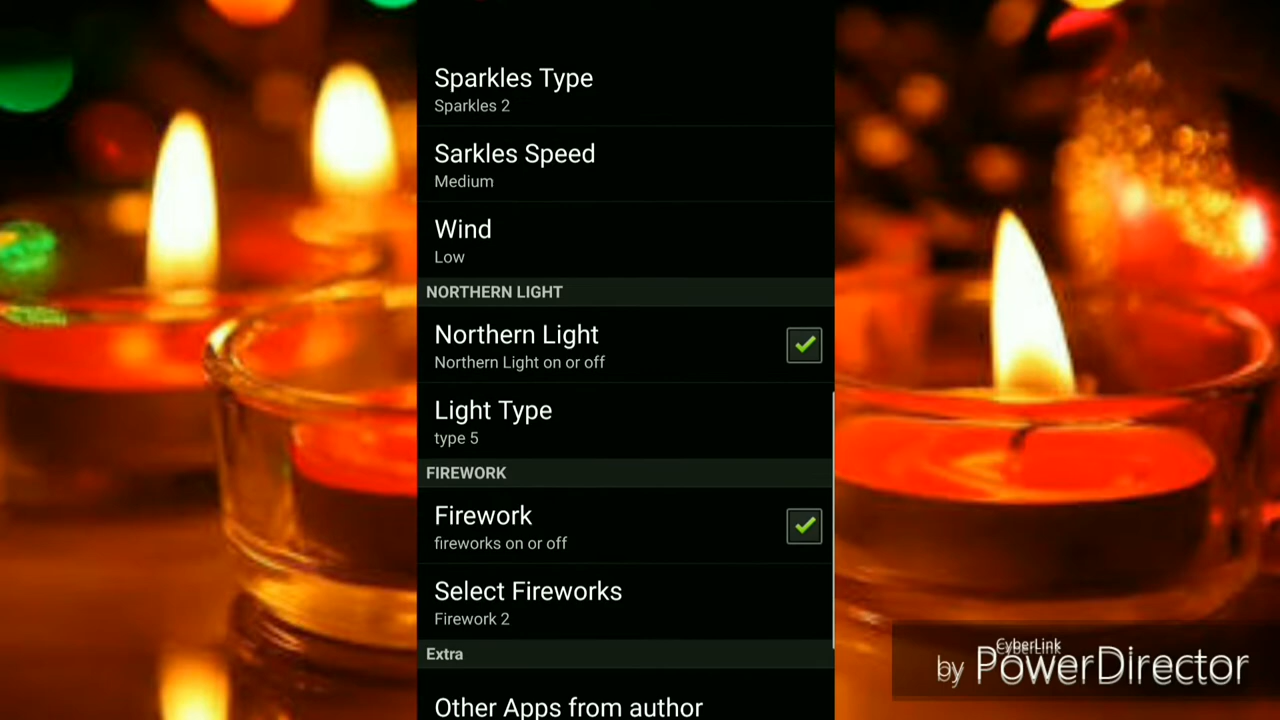 Sparkles Type
Sparkles 2
Sarkles Speed
Medium
Wind
Low
NORTHERN LIGHT
Northern Light
Northern Light on or off
Light Type
type 5
FIREWORK
Firework
fireworks on or off
Select Fireworks
Firework 2
Extra
Other Apps from author
CyberLink
by PowerDirector